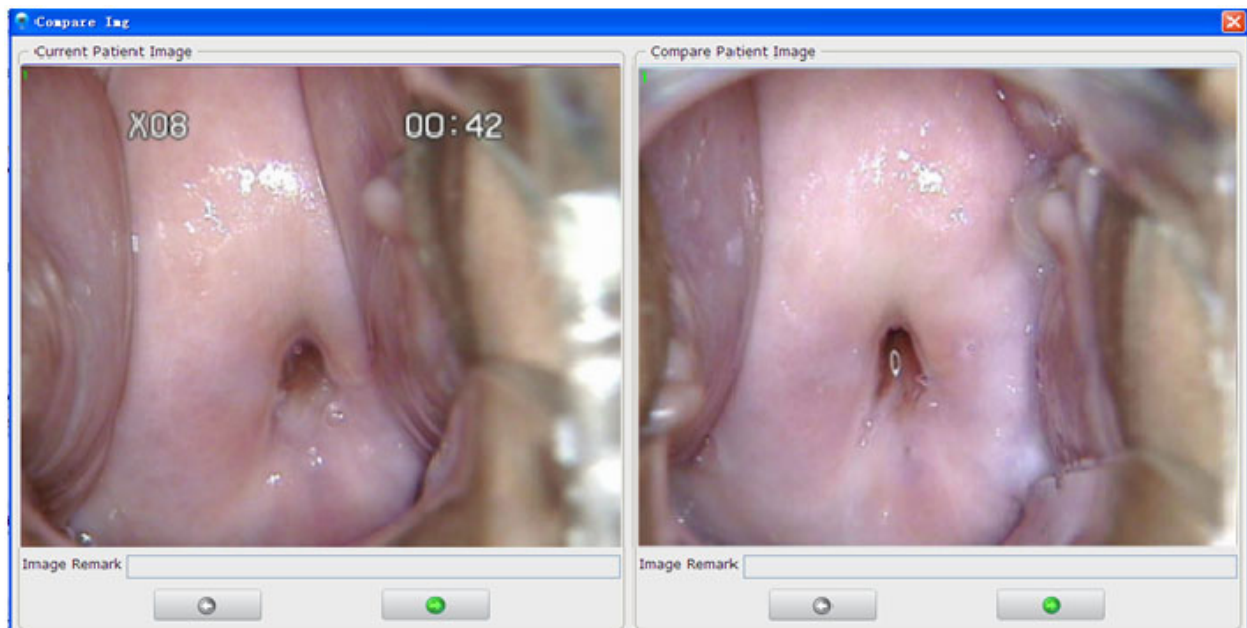 Compare Img
Current Patient Image
Compare Patient Image
X08
00:42
Image Remark
Image Remark